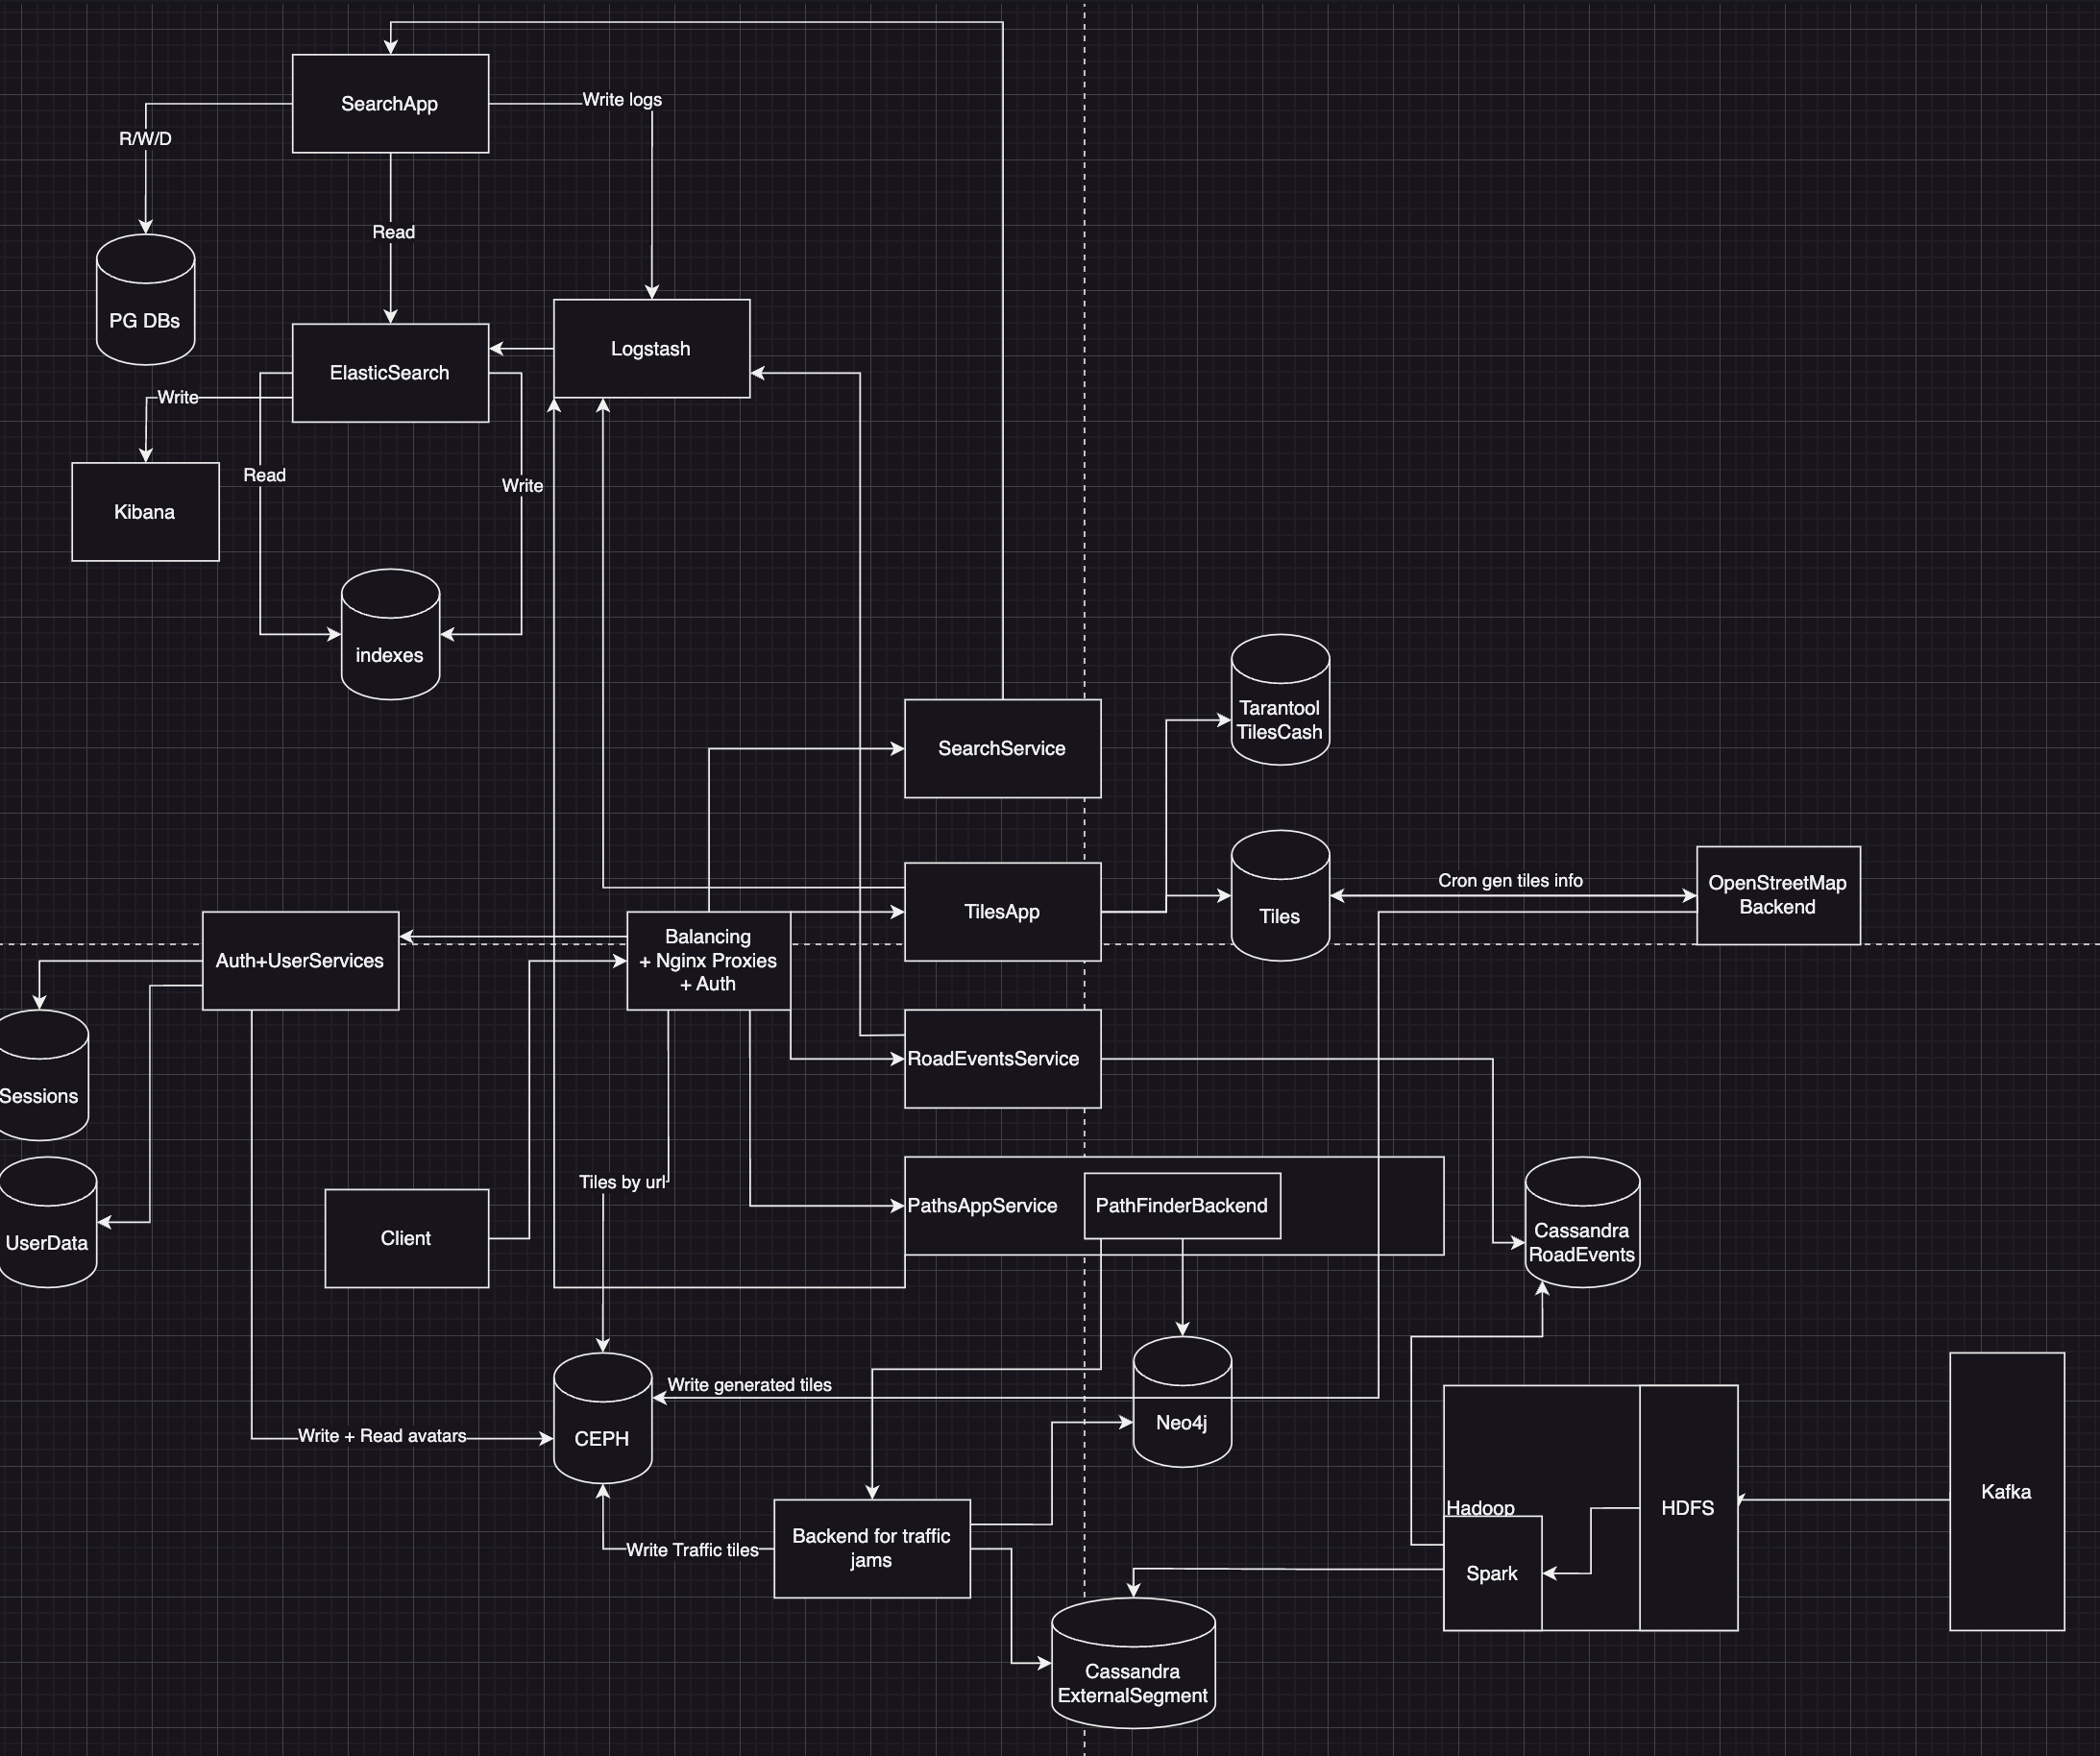 SearchApp
Write logs
R/W/D
Read
PG DBs
Logstash
ElasticSearch
Write
Read
Write
Kibana
indexes
Tarantool
TilesCash
SearchService
Cron gen tiles info
OpenStreetMap
Backend
TilesApp
Tiles
Balancing
+ Nginx Proxies
+ Auth
Auth+UserServices
RoadEventsService
Sessions
Tiles by url
PathsAppService
PathFinderBackend
Client
UserData
Cassandra
RoadEvents
Write generated tiles
Neo4j
Write + Read avatars
CEPH
Kafka
Hadoop
HDFS
Backend for traffic
jams
Write Traffic tiles
Spark
Cassandra
ExternalSegment